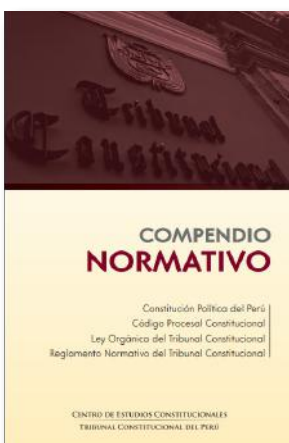 Tribunal
Constitucional
COMPENDIO
NORMATIVO
Constitución Política del Perú
Código Procesal Constitucional
Ley Orgánica del Tribunal Constitucional
Reglamento Normativo del Tribunal Constitucional
CENTRO DE ESTUDIOS CONSTITUCIONALES
TRIBUNAL CONSTITUCIONAL DEL PERÚ